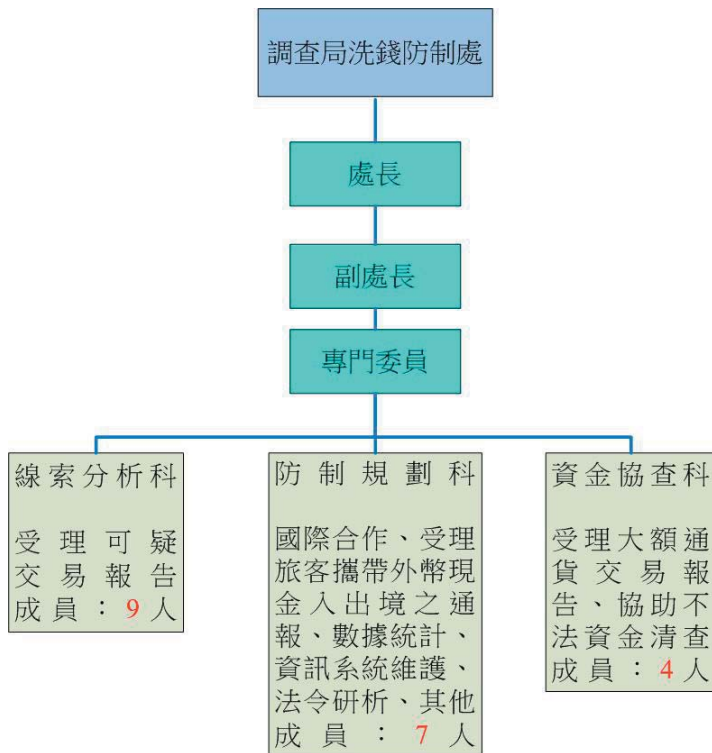 調查局洗錢防制處
處長
副處長
專門委員
線索分析科
受理可疑
交易報告
成員：9人
防制規劃科
國際合作、受理
旅客攜帶外幣現
金入出境之通
報、數據統計、
資訊系統維護、
法令研析、其他
成員：7人
資金協查科
受理大額通
貨交易報
告、協助不
法資金清查
成員：4人